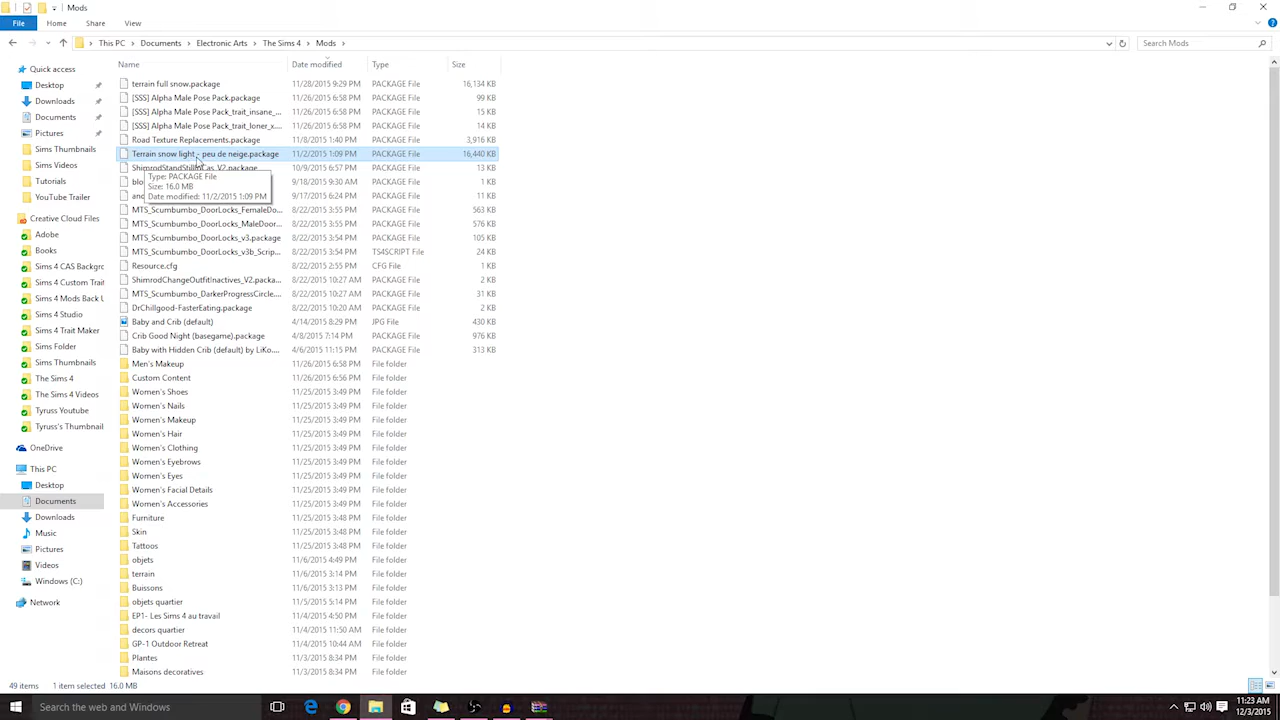 Mods
File Home Share View
This PC Documents Electronic Arts The Sims 4 Mods
Search Mods
Name Date modified Type Size
Quick access
Desktop
Downloads
Documents
Pictures
Sims Thumbnails
Sims Videos
Tutorials
YouTube Trailer
Creative Cloud Files
Adobe
Books
Sims 4 CAS Backgro
Sims 4 Custom Trait
Sims 4 Mods Back U
Sims 4 Studio
Sims 4 Trait Maker
Sims Folder
Sims Thumbnails
The Sims 4
The Sims 4 Videos
Tyruss Youtube
Tyruss's Thumbnail
OneDrive
This PC
Desktop
Documents
Downloads
Music
Pictures
Videos
Windows (C:)
Network
terrain full snow.package 11/28/2015 9:29 PM PACKAGE File 16,134 KB
[SSS] Alpha Male Pose Pack.package 11/26/2015 6:58 PM PACKAGE File 99 KB
[SSS] Alpha Male Pose Pack_trait_insane_... 11/26/2015 6:58 PM PACKAGE File 15 KB
[SSS] Alpha Male Pose Pack_trait_loner_x.... 11/26/2015 6:58 PM PACKAGE File 14 KB
Road Texture Replacements.package 11/8/2015 1:40 PM PACKAGE File 3,916 KB
Terrain snow light - peu de neige.package 11/2/2015 1:09 PM PACKAGE File 16,440 KB
ShimrodStandStillInCas_V2.package 10/9/2015 6:57 PM PACKAGE File 13 KB
blo 9/18/2015 9:30 AM PACKAGE File 1 KB
and 9/17/2015 6:24 PM PACKAGE File 11 KB
Type: PACKAGE File
Size: 16.0 MB
Date modified: 11/2/2015 1:09 PM
MTS_Scumbumbo_DoorLocks_FemaleDo... 8/22/2015 3:55 PM PACKAGE File 563 KB
MTS_Scumbumbo_DoorLocks_MaleDoor... 8/22/2015 3:55 PM PACKAGE File 576 KB
MTS_Scumbumbo_DoorLocks_v3.package 8/22/2015 3:54 PM PACKAGE File 105 KB
MTS_Scumbumbo_DoorLocks_v3b_Scrip... 8/22/2015 3:54 PM TS4SCRIPT File 24 KB
Resource.cfg 8/22/2015 2:55 PM CFG File 1 KB
ShimrodChangeOutfitInactives_V2.packa... 8/22/2015 10:27 AM PACKAGE File 2 KB
MTS_Scumbumbo_DarkerProgressCircle.... 8/22/2015 10:27 AM PACKAGE File 31 KB
DrChillgood-FasterEating.package 8/22/2015 10:20 AM PACKAGE File 2 KB
Baby and Crib (default) 4/14/2015 8:29 PM JPG File 430 KB
Crib Good Night (basegame).package 4/8/2015 7:14 PM PACKAGE File 976 KB
Baby with Hidden Crib (default) by LiKo.... 4/6/2015 11:15 PM PACKAGE File 313 KB
Men's Makeup 11/26/2015 6:58 PM File folder
Custom Content 11/26/2015 6:56 PM File folder
Women's Shoes 11/25/2015 3:49 PM File folder
Women's Nails 11/25/2015 3:49 PM File folder
Women's Makeup 11/25/2015 3:49 PM File folder
Women's Hair 11/25/2015 3:49 PM File folder
Women's Clothing 11/25/2015 3:49 PM File folder
Women's Eyebrows 11/25/2015 3:49 PM File folder
Women's Eyes 11/25/2015 3:49 PM File folder
Women's Facial Details 11/25/2015 3:49 PM File folder
Women's Accessories 11/25/2015 3:49 PM File folder
Furniture 11/25/2015 3:48 PM File folder
Skin 11/25/2015 3:48 PM File folder
Tattoos 11/25/2015 3:48 PM File folder
objets 11/6/2015 4:49 PM File folder
terrain 11/6/2015 3:14 PM File folder
Buissons 11/6/2015 3:13 PM File folder
objets quartier 11/5/2015 5:14 PM File folder
EP1- Les Sims 4 au travail 11/4/2015 4:50 PM File folder
decors quartier 11/4/2015 11:50 AM File folder
GP-1 Outdoor Retreat 11/4/2015 10:44 AM File folder
Plantes 11/3/2015 8:34 PM File folder
Maisons decoratives 11/3/2015 8:34 PM File folder
49 items 1 item selected 16.0 MB
Search the web and Windows
11:23 AM
12/3/2015